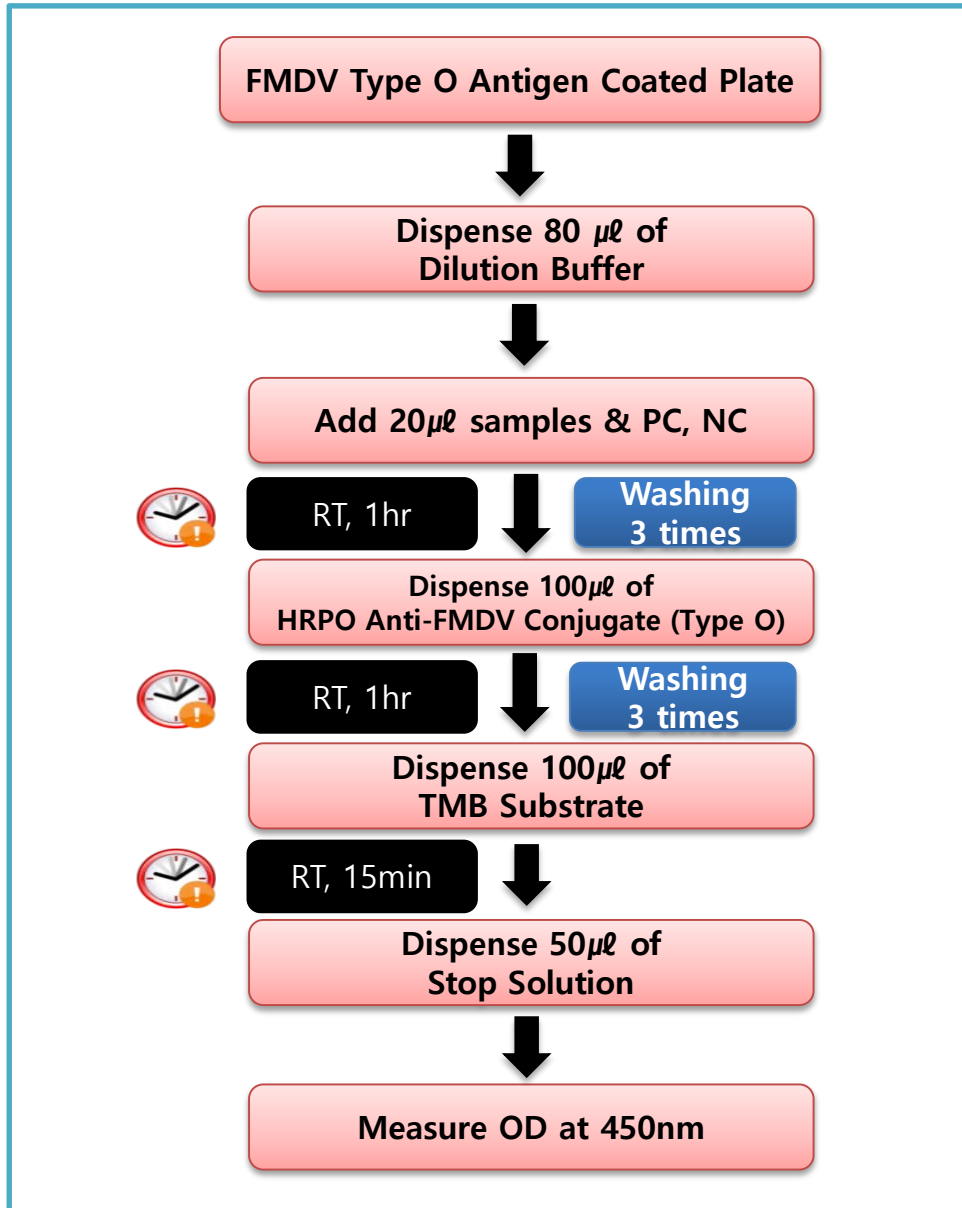 FMDV Type O Antigen Coated Plate
Dispense 80 ㎕ of
Dilution Buffer
Add 20㎕ samples & PC, NC
RT, 1hr
Washing
3 times
Dispense 100㎕ of
HRPO Anti-FMDV Conjugate (Type O)
RT, 1hr
Washing
3 times
Dispense 100㎕ of
TMB Substrate
RT, 15min
Dispense 50㎕ of
Stop Solution
Measure OD at 450nm